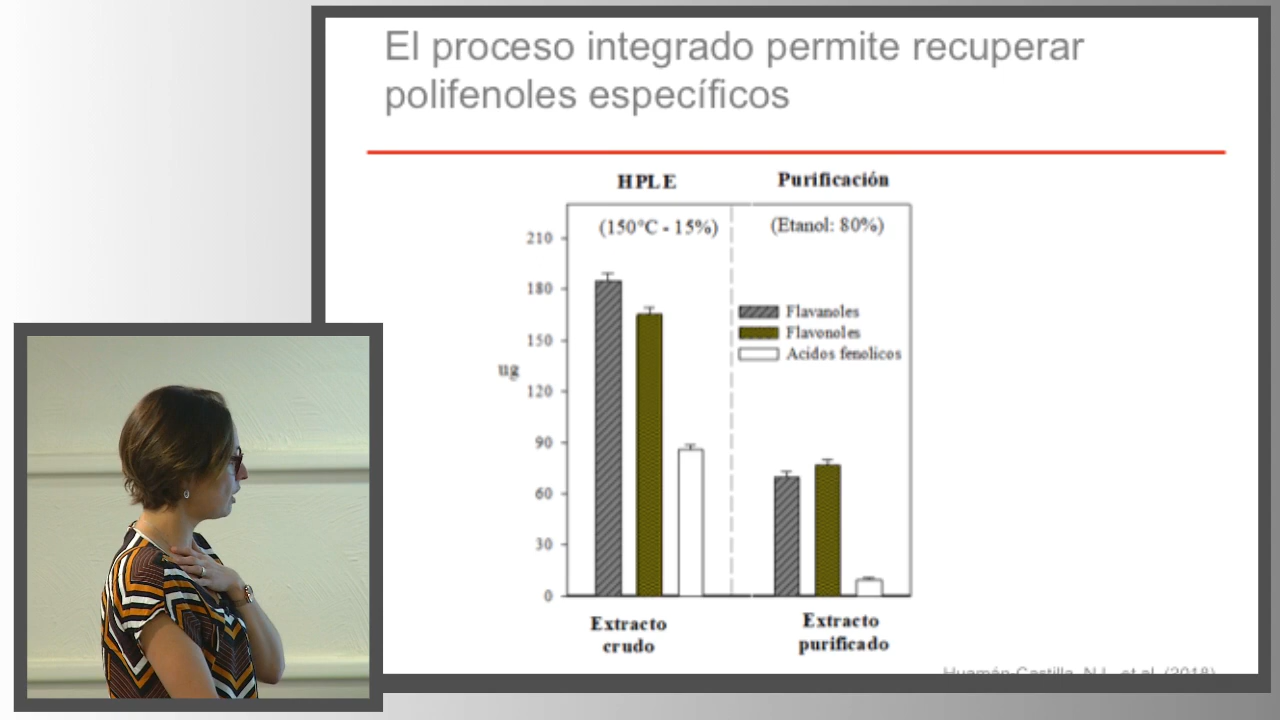 El proceso integrado permite recuperar
polifenoles específicos
HPLE
Purificación
(150°C - 15%)
(Etanol: 80%)
210
180
150
120
90
60
30
0
ug
Flavanoles
Flavonoles
Acidos fenolicos
Extracto
crudo
Extracto
purificado
Huamán-Castilla, N.L., et al. (2018)